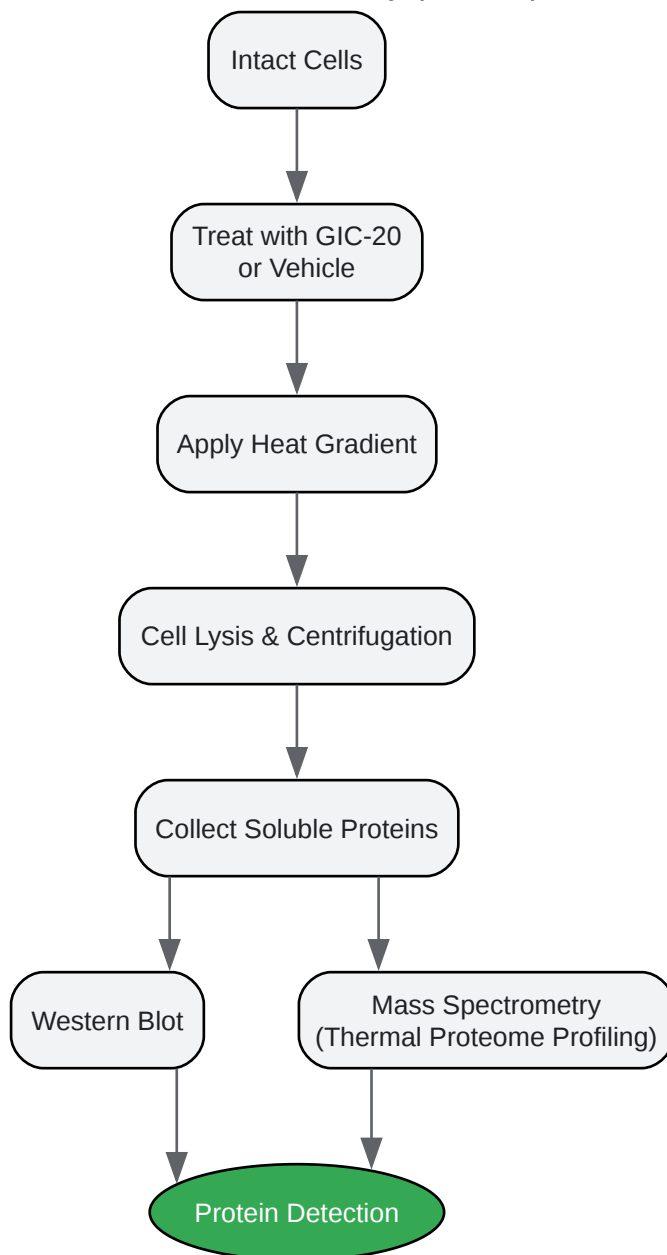 Intact Cells
Treat with GIC-20
or Vehicle
Apply Heat Gradient
Cell Lysis & Centrifugation
Collect Soluble Proteins
Western Blot
Mass Spectrometry
(Thermal Proteome Profiling)
Protein Detection